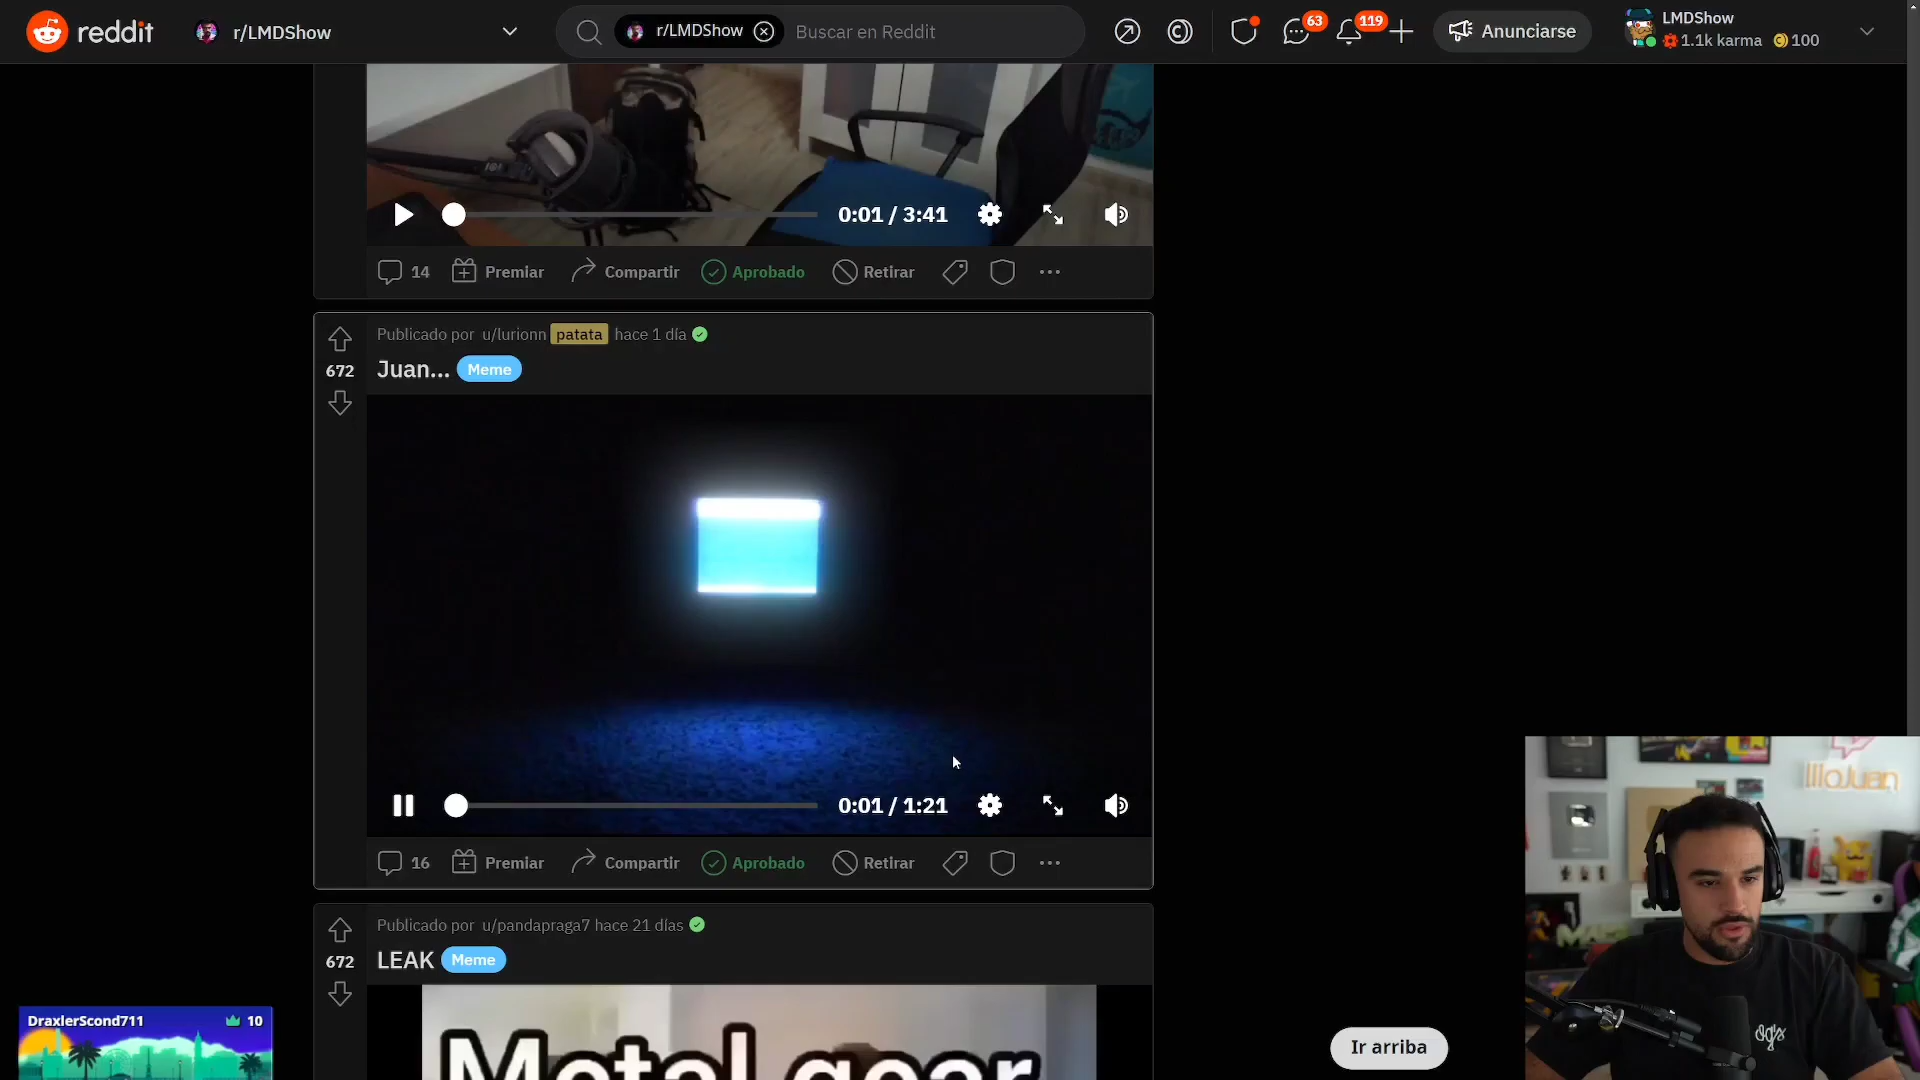 reddit
r/LMDShow
r/LMDShow
Buscar en Reddit
63
119
Anunciarse
LMDShow
1.1k karma
100
0:01 / 3:41
14
Premiar
Compartir
Aprobado
Retirar
Publicado por u/lurionn patata hace 1 día
672
Juan... Meme
0:01 / 1:21
16
Premiar
Compartir
Aprobado
Retirar
Publicado por u/pandapraga7 hace 21 días
672
LEAK Meme
Metal gear
DraxlerScond711
10
Ir arriba
IlloJuan